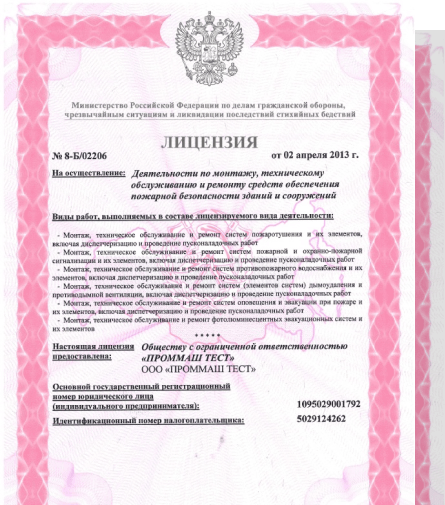 Министерство Российской Федерации по делам гражданской обороны,
чрезвычайным ситуациям и ликвидации последствий стихийных бедствий
ЛИЦЕНЗИЯ
№ 8-Б/02206 от 02 апреля 2013 г.
На осуществление: Деятельности по монтажу, техническому
обслуживанию и ремонту средств обеспечения
пожарной безопасности зданий и сооружений
Виды работ, выполняемых в составе лицензируемого вида деятельности:
- Монтаж, техническое обслуживание и ремонт систем пожаротушения и их элементов,
включая диспетчеризацию и проведение пусконаладочных работ
- Монтаж, техническое обслуживание и ремонт систем пожарной и охранно-пожарной
сигнализации и их элементов, включая диспетчеризацию и проведение пусконаладочных работ
- Монтаж, техническое обслуживание и ремонт систем противопожарного водоснабжения и их
элементов, включая диспетчеризацию и проведение пусконаладочных работ
- Монтаж, техническое обслуживание и ремонт систем (элементов систем) дымоудаления и
противодымной вентиляции, включая диспетчеризацию и проведение пусконаладочных работ
- Монтаж, техническое обслуживание и ремонт систем оповещения и эвакуации при пожаре и
их элементов, включая диспетчеризацию и проведение пусконаладочных работ
- Монтаж, техническое обслуживание и ремонт фотолюминесцентных эвакуационных систем и
их элементов
*****
Настоящая лицензия Обществу с ограниченной ответственностью
предоставлена: «ПРОММАШ ТЕСТ»
ООО «ПРОММАШ ТЕСТ»
Основной государственный регистрационный
номер юридического лица
(индивидуального предпринимателя): 1095029001792
Идентификационный номер налогоплательщика: 5029124262